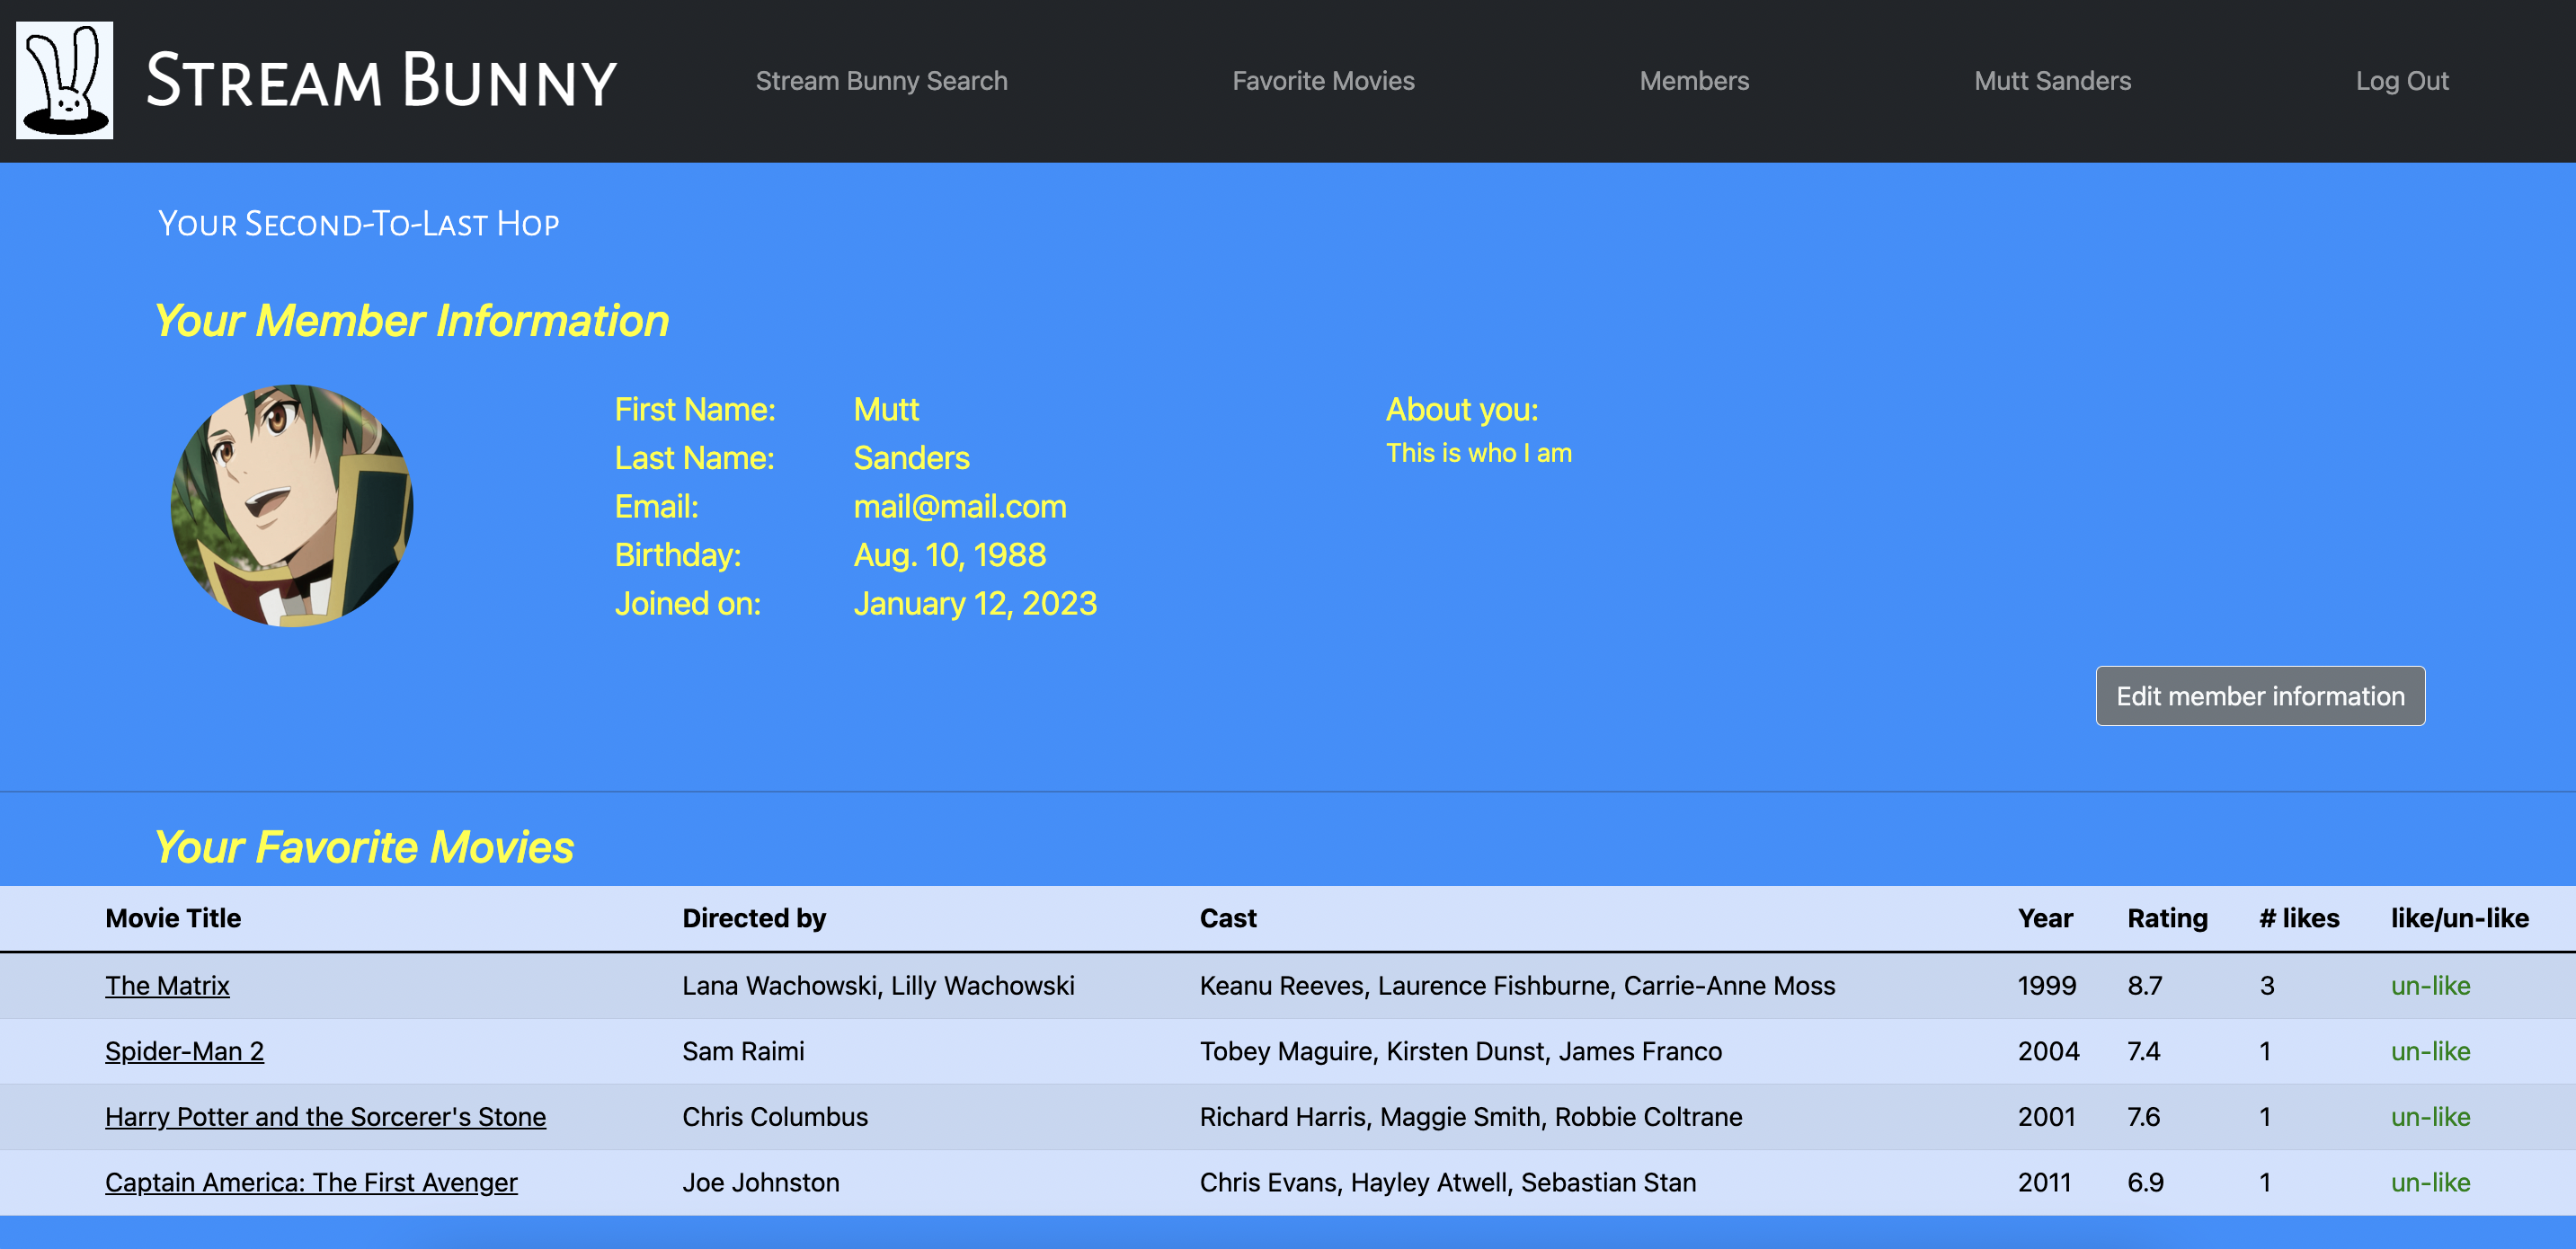 Stream Bunny
Stream Bunny Search
Favorite Movies
Members
Mutt Sanders
Log Out
Your Second-To-Last Hop
Your Member Information
First Name: Mutt
Last Name: Sanders
Email: mail@mail.com
Birthday: Aug. 10, 1988
Joined on: January 12, 2023
About you:
This is who I am
Edit member information
Your Favorite Movies
Movie Title Directed by Cast Year Rating # likes like/un-like
The Matrix Lana Wachowski, Lilly Wachowski Keanu Reeves, Laurence Fishburne, Carrie-Anne Moss 1999 8.7 3 un-like
Spider-Man 2 Sam Raimi Tobey Maguire, Kirsten Dunst, James Franco 2004 7.4 1 un-like
Harry Potter and the Sorcerer's Stone Chris Columbus Richard Harris, Maggie Smith, Robbie Coltrane 2001 7.6 1 un-like
Captain America: The First Avenger Joe Johnston Chris Evans, Hayley Atwell, Sebastian Stan 2011 6.9 1 un-like